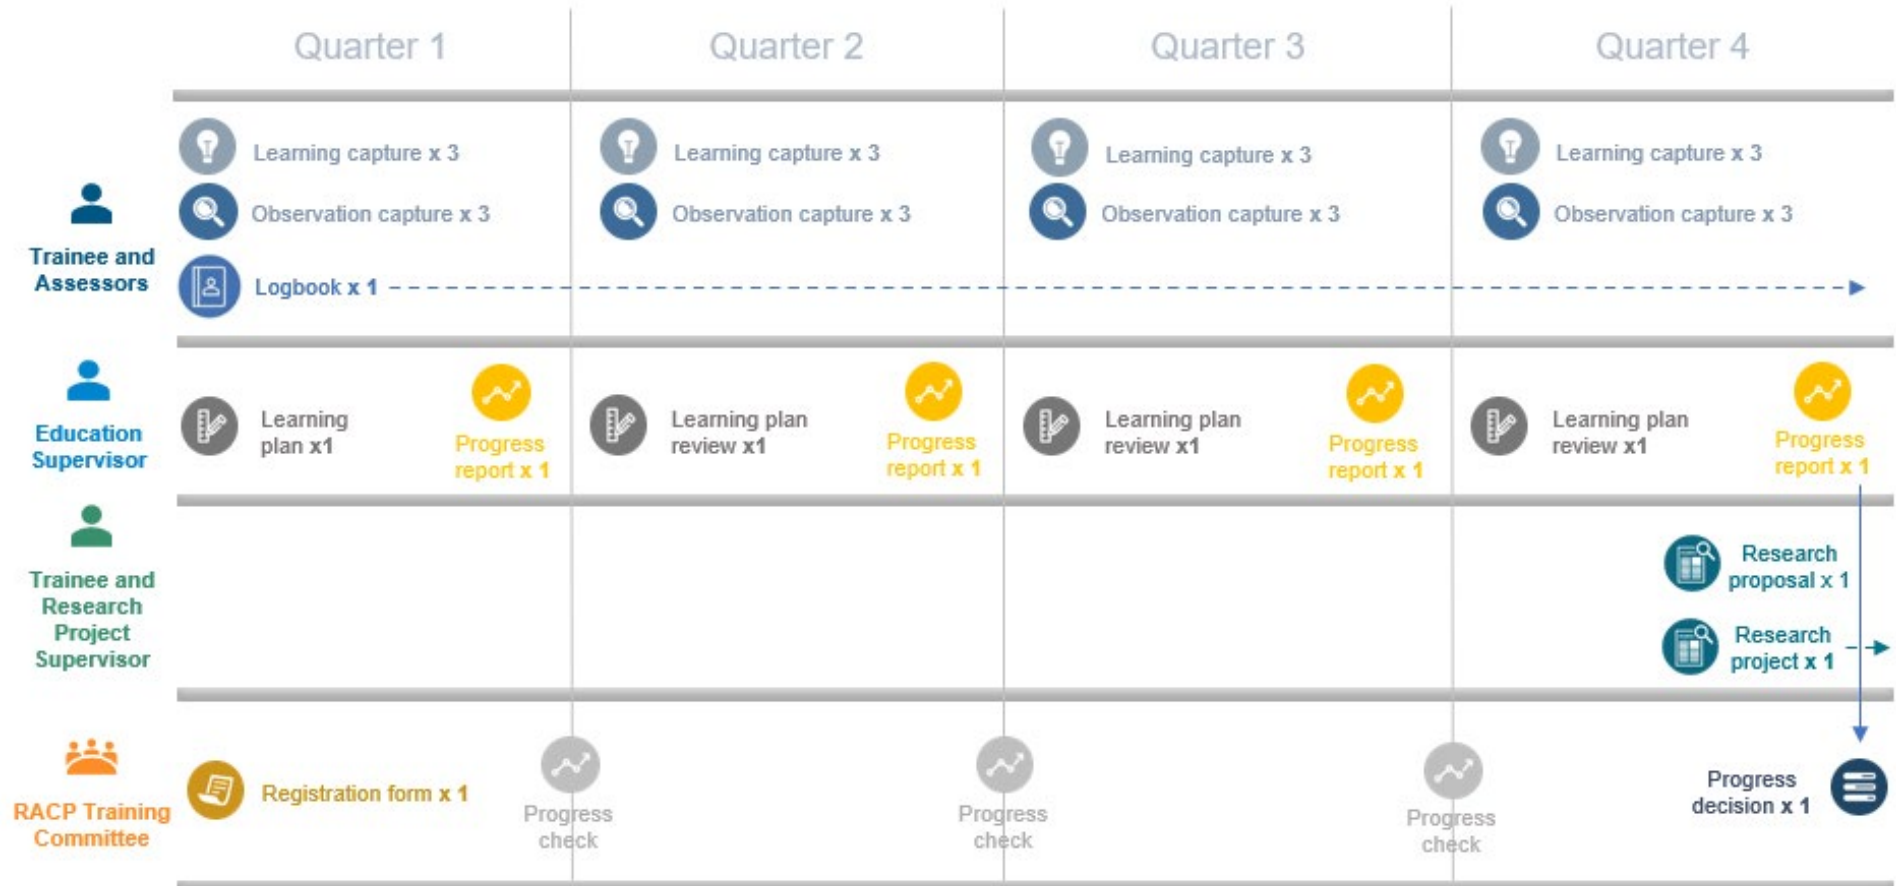 Quarter 1
Quarter 2
Quarter 3
Quarter 4
Trainee and
Assessors
Learning capture x 3
Learning capture x 3
Learning capture x 3
Learning capture x 3
Observation capture x 3
Observation capture x 3
Observation capture x 3
Observation capture x 3
Logbook x 1
Education
Supervisor
Learning
plan x1
Progress
report x 1
Learning plan
review x1
Progress
report x 1
Learning plan
review x1
Progress
report x 1
Learning plan
review x1
Progress
report x 1
Trainee and
Research
Project
Supervisor
Research
proposal x 1
Research
project x 1
RACP Training
Committee
Registration form x 1
Progress
check
Progress
check
Progress
check
Progress
decision x 1